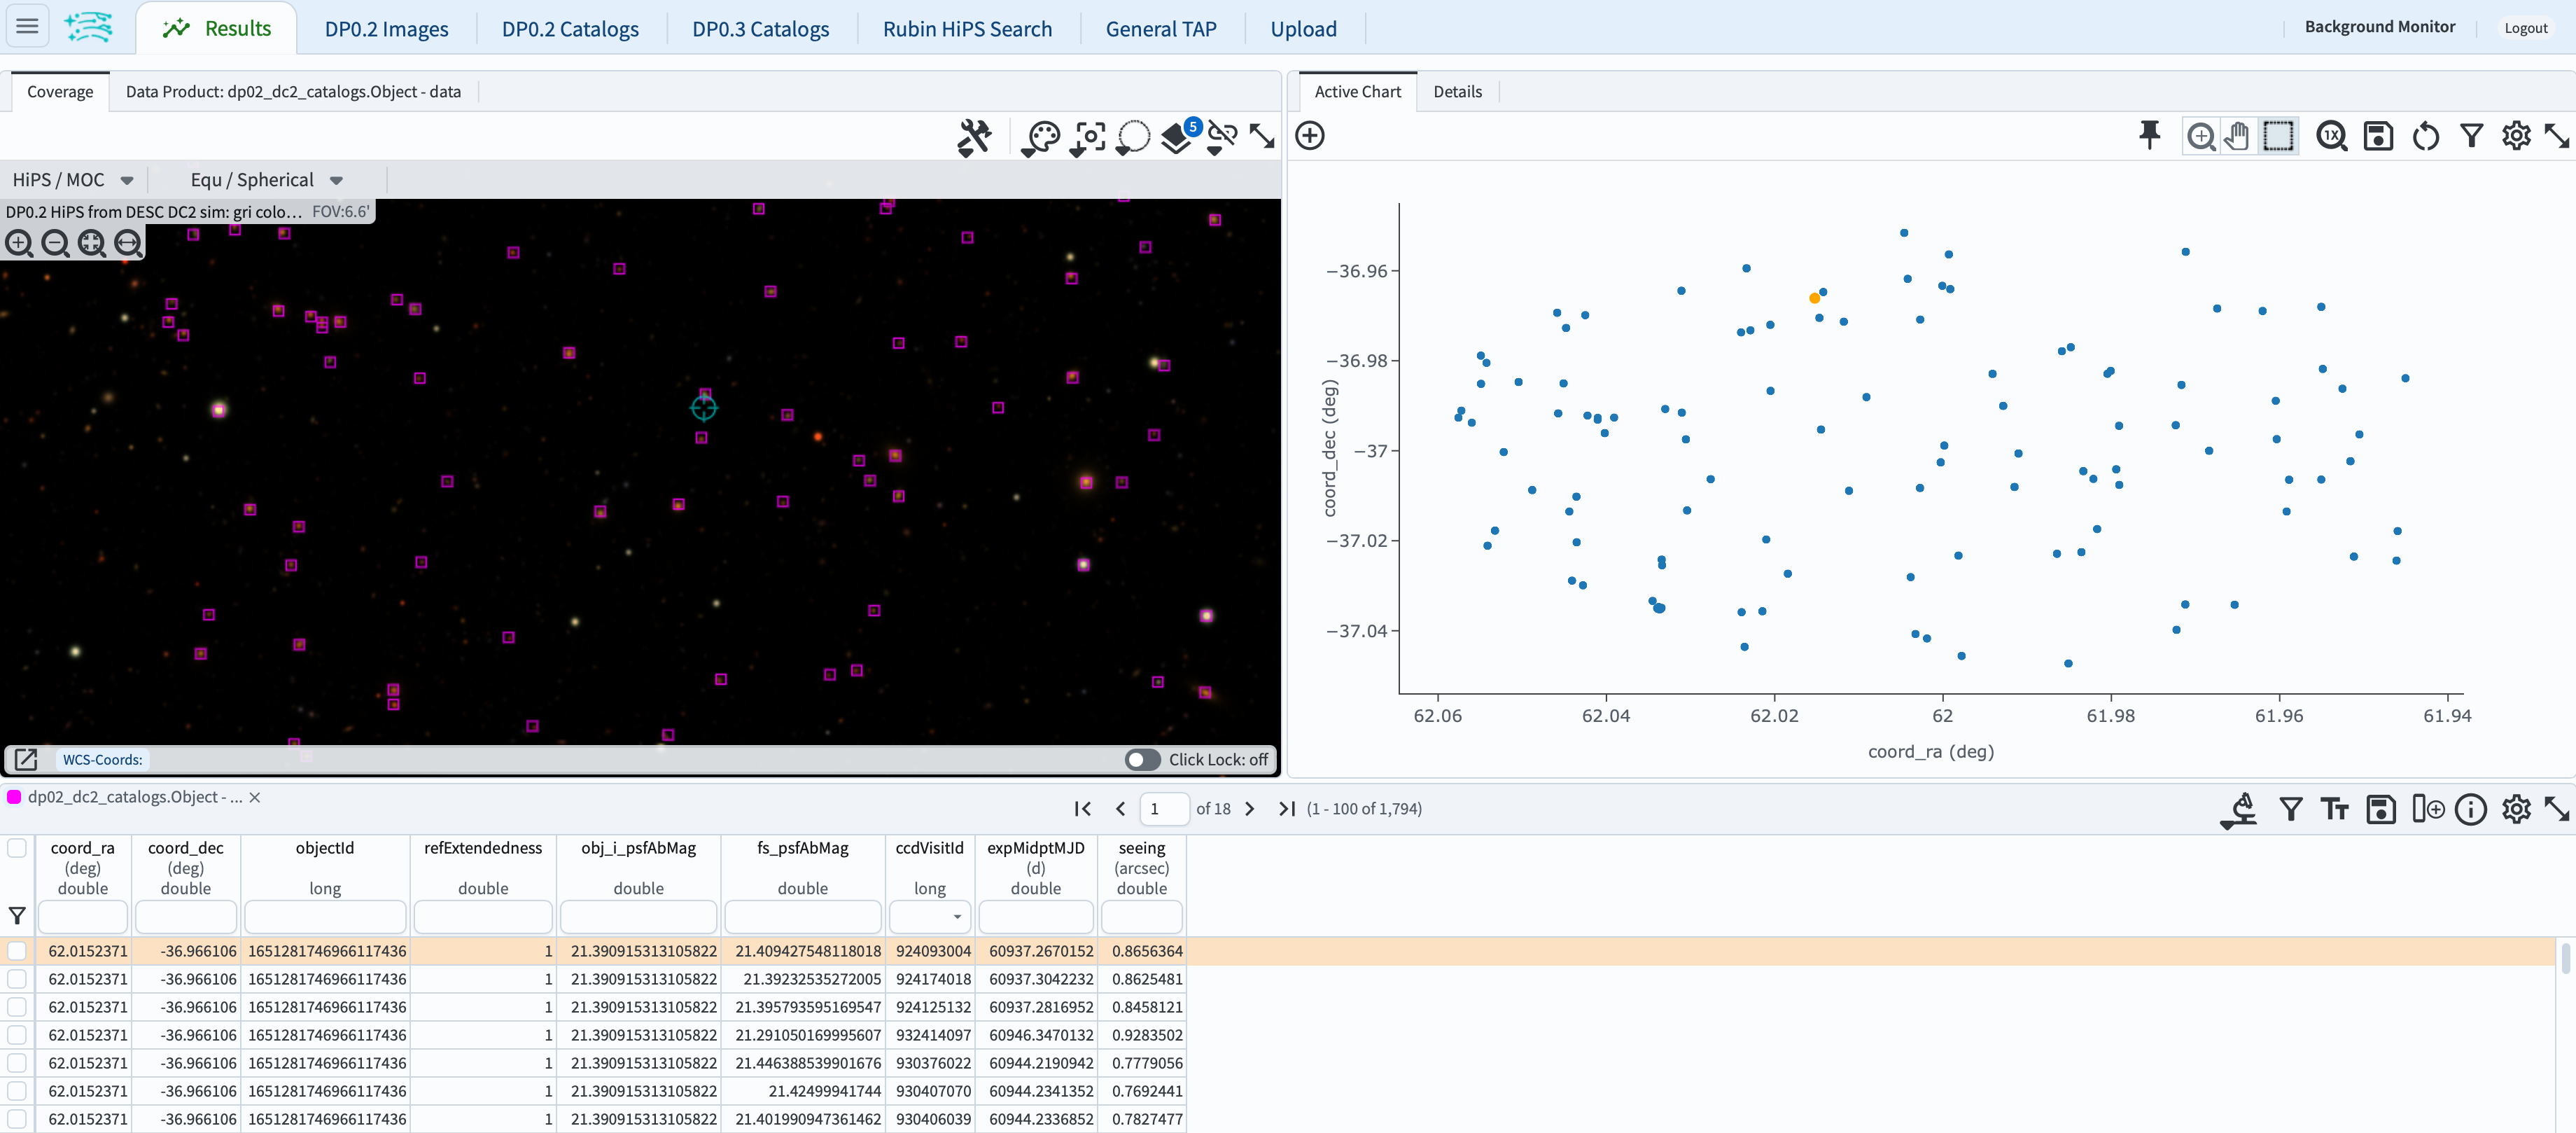 Results DP0.2 Images DP0.2 Catalogs DP0.3 Catalogs Rubin HiPS Search General TAP Upload Background Monitor Logout
Coverage Data Product: dp02_dc2_catalogs.Object - data
5
HiPS / MOC Equ / Spherical
DP0.2 HiPS from DESC DC2 sim: gri colo... FOV:6.6'
WCS-Coords: Click Lock: off
Active Chart Details
1X
−36.96
−36.98
−37
−37.02
−37.04
coord_dec (deg)
62.06 62.04 62.02 62 61.98 61.96 61.94
coord_ra (deg)
dp02_dc2_catalogs.Object - ... 1 of 18 (1 - 100 of 1,794)
coord_ra coord_dec objectId refExtendedness obj_i_psfAbMag fs_psfAbMag ccdVisitId expMidptMJD seeing
(deg) (deg) (d) (arcsec)
double double long double double double long double double
62.0152371 -36.966106 1651281746966117436 1 21.390915313105822 21.409427548118018 924093004 60937.2670152 0.8656364
62.0152371 -36.966106 1651281746966117436 1 21.390915313105822 21.39232535272005 924174018 60937.3042232 0.8625481
62.0152371 -36.966106 1651281746966117436 1 21.390915313105822 21.395793595169547 924125132 60937.2816952 0.8458121
62.0152371 -36.966106 1651281746966117436 1 21.390915313105822 21.291050169995607 932414097 60946.3470132 0.9283502
62.0152371 -36.966106 1651281746966117436 1 21.390915313105822 21.446388539901676 930376022 60944.2190942 0.7779056
62.0152371 -36.966106 1651281746966117436 1 21.390915313105822 21.42499941744 930407070 60944.2341352 0.7692441
62.0152371 -36.966106 1651281746966117436 1 21.390915313105822 21.401990947361462 930406039 60944.2336852 0.7827477